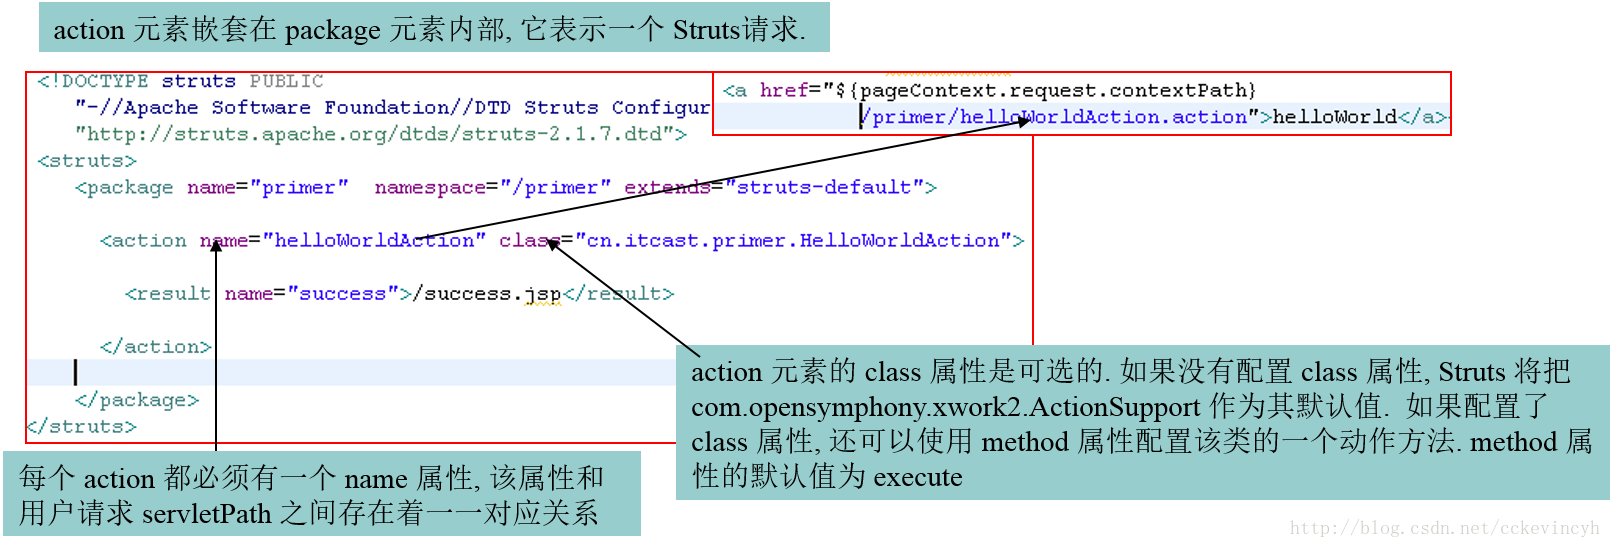 action 元素嵌套在 package 元素内部, 它表示一个 Struts请求.
<!DOCTYPE struts PUBLIC
"-//Apache Software Foundation//DTD Struts Configur
"http://struts.apache.org/dtds/struts-2.1.7.dtd">
<struts>
<package name="primer"  namespace="/primer" extends="struts-default">
<action name="helloWorldAction" class="cn.itcast.primer.HelloWorldAction">
<result name="success">/success.jsp</result>
</action>
</package>
</struts>
<a href="${pageContext.request.contextPath}
/primer/helloWorldAction.action">helloWorld</a>
action 元素的 class 属性是可选的. 如果没有配置 class 属性, Struts 将把
com.opensymphony.xwork2.ActionSupport 作为其默认值.  如果配置了
class 属性, 还可以使用 method 属性配置该类的一个动作方法. method 属
性的默认值为 execute
每个 action 都必须有一个 name 属性, 该属性和
用户请求 servletPath 之间存在着一一对应关系
http://blog.csdn.net/cckevincyh